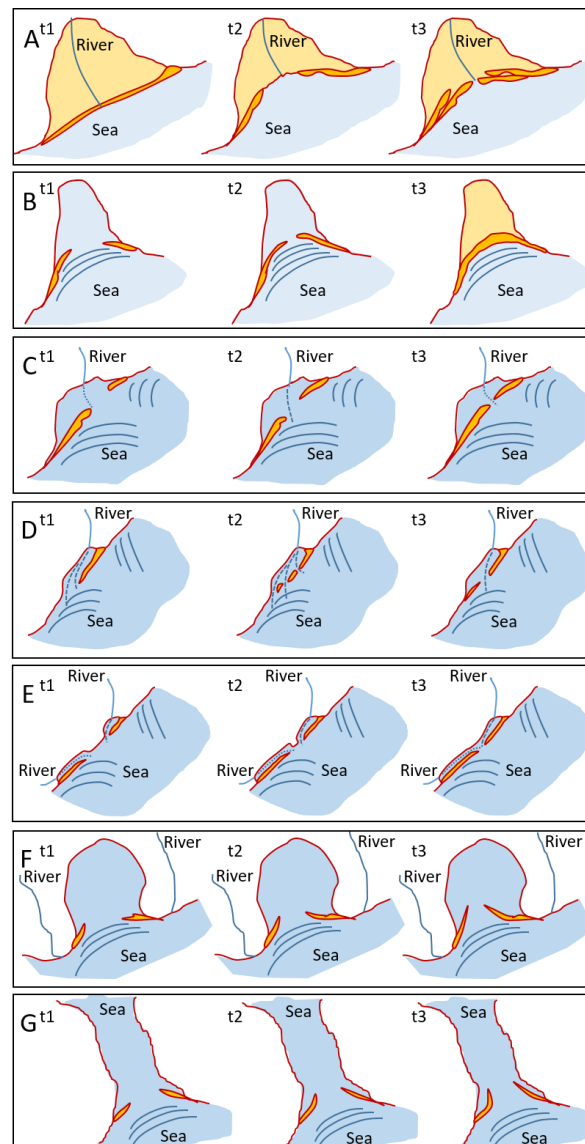 A t1 t2 t3
River River River
Sea Sea Sea
B t1 t2 t3
Sea Sea Sea
C t1 River t2 River t3 River
Sea Sea Sea
D t1 River t2 River t3 River
Sea Sea Sea
E t1 River t2 River t3 River
River Sea River Sea River Sea
F t1 River t2 River t3 River
River River River
Sea Sea Sea
G t1 Sea t2 Sea t3 Sea
Sea Sea Sea